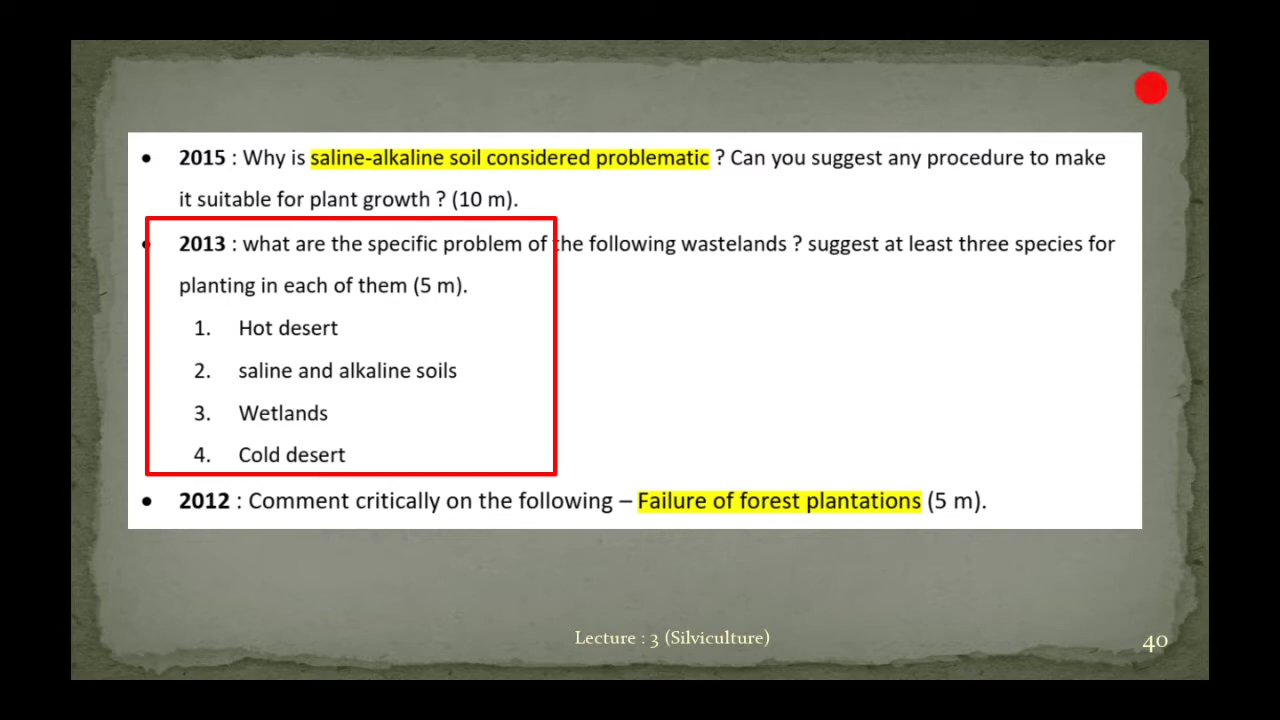 • 2015 : Why is saline-alkaline soil considered problematic ? Can you suggest any procedure to make
it suitable for plant growth ? (10 m).
• 2013 : what are the specific problem of the following wastelands ? suggest at least three species for
planting in each of them (5 m).
1. Hot desert
2. saline and alkaline soils
3. Wetlands
4. Cold desert
• 2012 : Comment critically on the following – Failure of forest plantations (5 m).
Lecture : 3 (Silviculture)
40